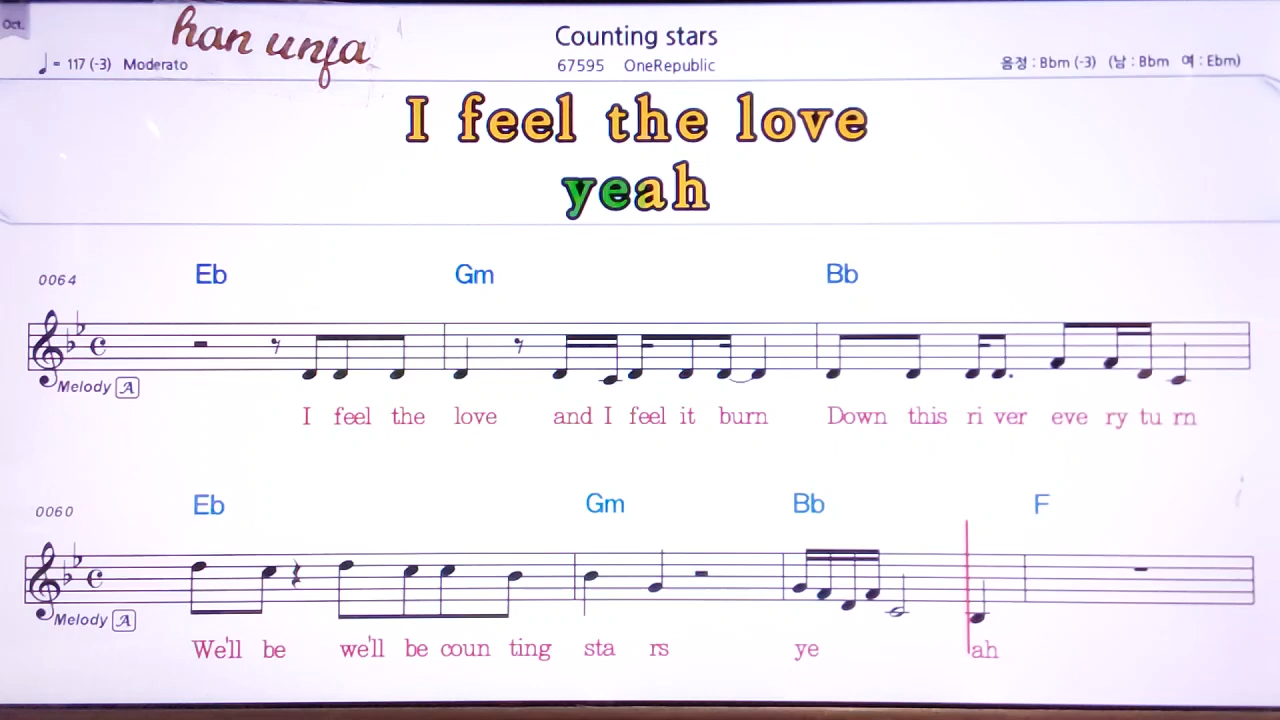 Oct.
han unfa
Counting stars
♩= 117 (-3) Moderato
67595 OneRepublic
음정 : Bbm (-3) (남 : Bbm 여 : Ebm)
I feel the love
yeah
0064
Eb Gm Bb
Melody A
I feel the love and I feel it burn Down this ri ver eve ry tu rn
0060
Eb Gm Bb F
Melody A
We'll be we'll be coun ting sta rs ye ah